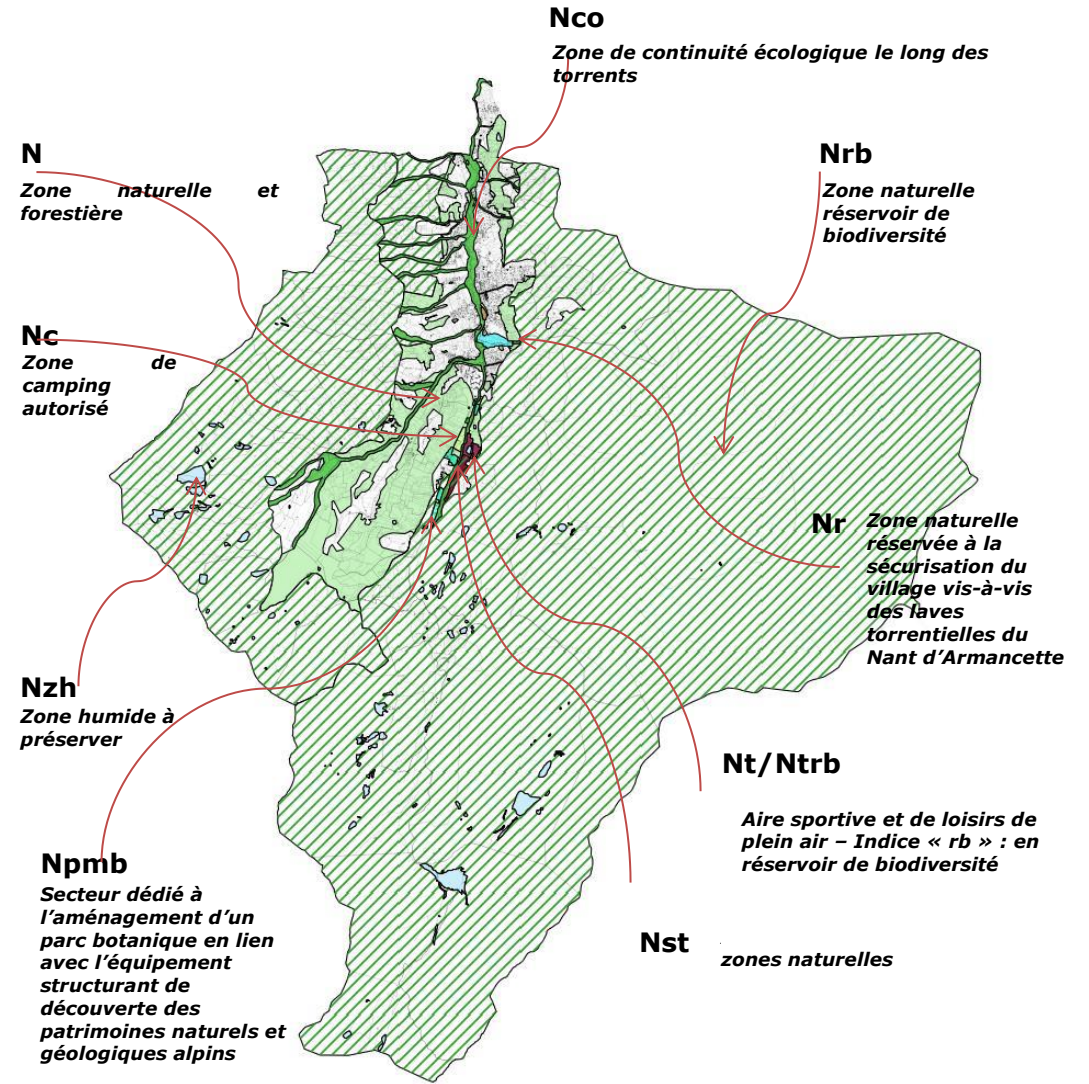 Nco
Zone de continuité écologique le long des
torrents
N
Zone naturelle et
forestière
Nrb
Zone naturelle
réservoir de
biodiversité
Nc
Zone de
camping
autorisé
Nr
Zone naturelle
réservée à la
sécurisation du
village vis-à-vis
des laves
torrentielles du
Nant d’Armancette
Nzh
Zone humide à
préserver
Nt/Ntrb
Aire sportive et de loisirs de
plein air – Indice « rb » : en
réservoir de biodiversité
Npmb
Secteur dédié à
l’aménagement d’un
parc botanique en lien
avec l’équipement
structurant de
découverte des
patrimoines naturels et
géologiques alpins
Nst
zones naturelles